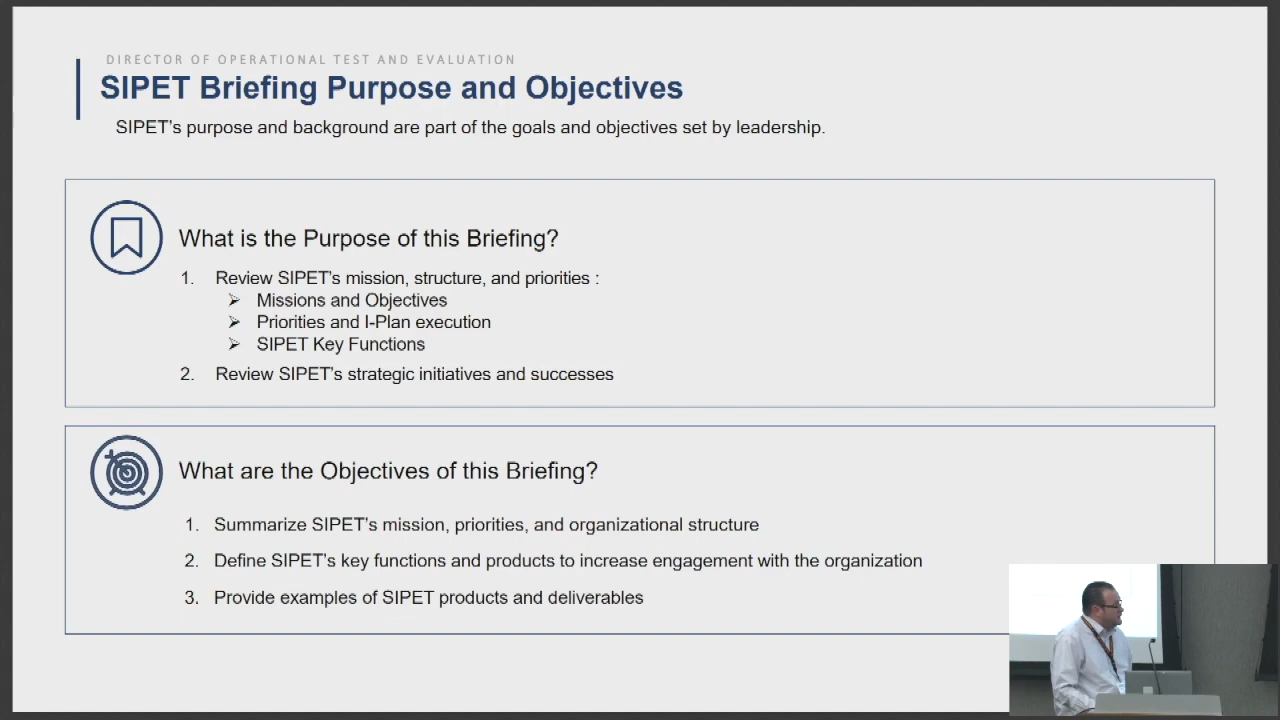 DIRECTOR OF OPERATIONAL TEST AND EVALUATION
SIPET Briefing Purpose and Objectives
SIPET's purpose and background are part of the goals and objectives set by leadership.
What is the Purpose of this Briefing?
1. Review SIPET's mission, structure, and priorities :
➢ Missions and Objectives
➢ Priorities and I-Plan execution
➢ SIPET Key Functions
2. Review SIPET's strategic initiatives and successes
What are the Objectives of this Briefing?
1. Summarize SIPET's mission, priorities, and organizational structure
2. Define SIPET's key functions and products to increase engagement with the organization
3. Provide examples of SIPET products and deliverables